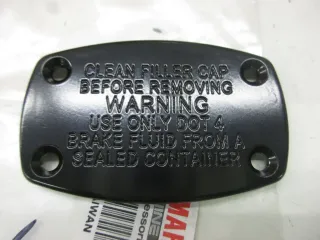 CLEAN FILLER CAP
BEFORE REMOVING
WARNING
USE ONLY DOT 4
BRAKE FLUID FROM A
SEALED CONTAINER